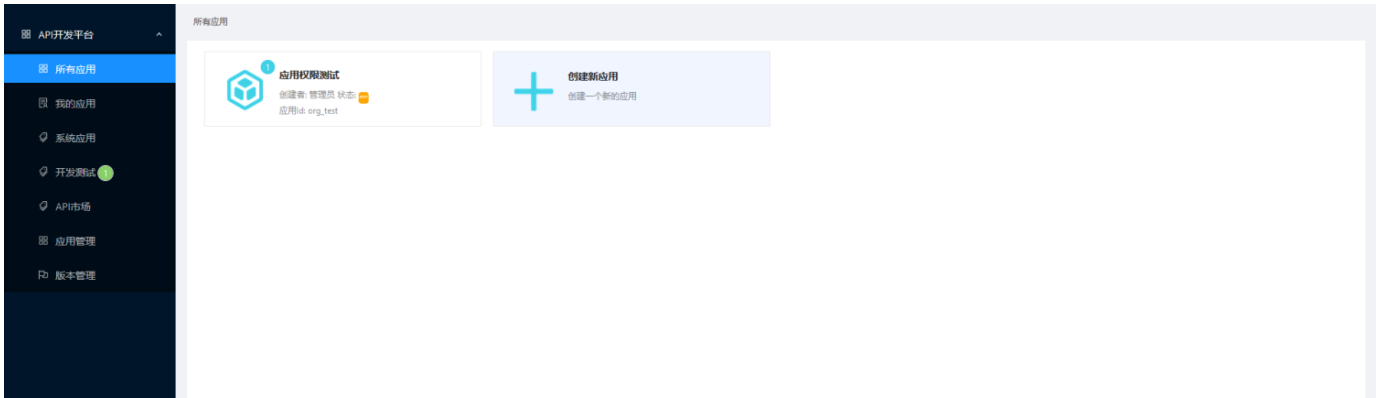 API开发平台
所有应用
我的应用
系统应用
开发测试 1
API市场
应用管理
版本管理
所有应用
1
应用权限测试
创建者: 管理员 状态:
应用id: org_test
创建新应用
创建一个新的应用